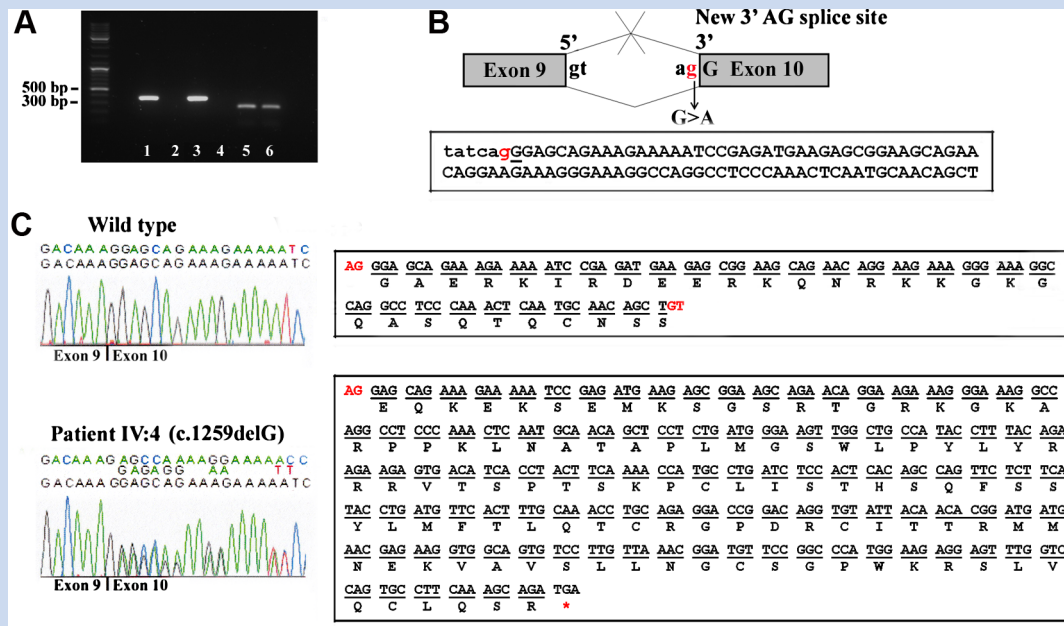 A
500 bp
300 bp
1 2 3 4 5 6
B
New 3' AG splice site
5' 3'
Exon 9 gt ag G Exon 10
G>A
tatcagGGAGCAGAAAGAAAAATCCGAGATGAAGAGCGGAAGCAGAA
CAGGAAGAAAGGGAAAGGCCAGGCCTCCCAAACTCAATGCAACAGCT
C
Wild type
GACAAAGGAGCAGAAAGAAAAATC
GACAAAGGAGCAGAAAGAAAAATC
Exon 9 Exon 10
AG GGA GCA GAA AGA AAA ATC CGA GAT GAA GAG CGG AAG CAG AAC AGG AAG AAA GGG AAA GGC
G A E R K I R D E E R K Q N R K K G K G
CAG GCC TCC CAA ACT CAA TGC AAC AGC TGT
Q A S Q T Q C N S S
Patient IV:4 (c.1259delG)
GACAAAGAGCCAAAAGGAAAAACC
GAGAGG AA TT
GACAAAGGAGCAGAAAGAAAAATC
Exon 9 Exon 10
AG GAG CAG AAA GAA AAA TCC GAG ATG AAG AGC GGA AGC AGA ACA GGA AGA AAG GGA AAG GCC
E Q K E K S E M K S G S R T G R K G K A
AGG CCT CCC AAA CTC AAT GCA ACA GCT CCT CTG ATG GGA AGT TGG CTG CCA TAC CTT TAC AGA
R P P K L N A T A P L M G S W L P Y L Y R
AGA AGA GTG ACA TCA CCT ACT TCA AAA CCA TGC CTG ATC TCC ACT CAC AGC CAG TTC TCT TCA
R R V T S P T S K P C L I S T H S Q F S S
TAC CTG ATG TTC ACT TTG CAA ACC TGC AGA GGA CCG GAC AGG TGT ATT ACA ACA CGG ATG ATG
Y L M F T L Q T C R G P D R C I T T R M M
AAC GAG AAG GTG GCA GTG TCC TTG TTA AAC GGA TGT TCC GGC CCA TGG AAG AGG AGT TTG GTC
N E K V A V S L L N G C S G P W K R S L V
CAG TGC CTT CAA AGC AGA TGA
Q C L Q S R *